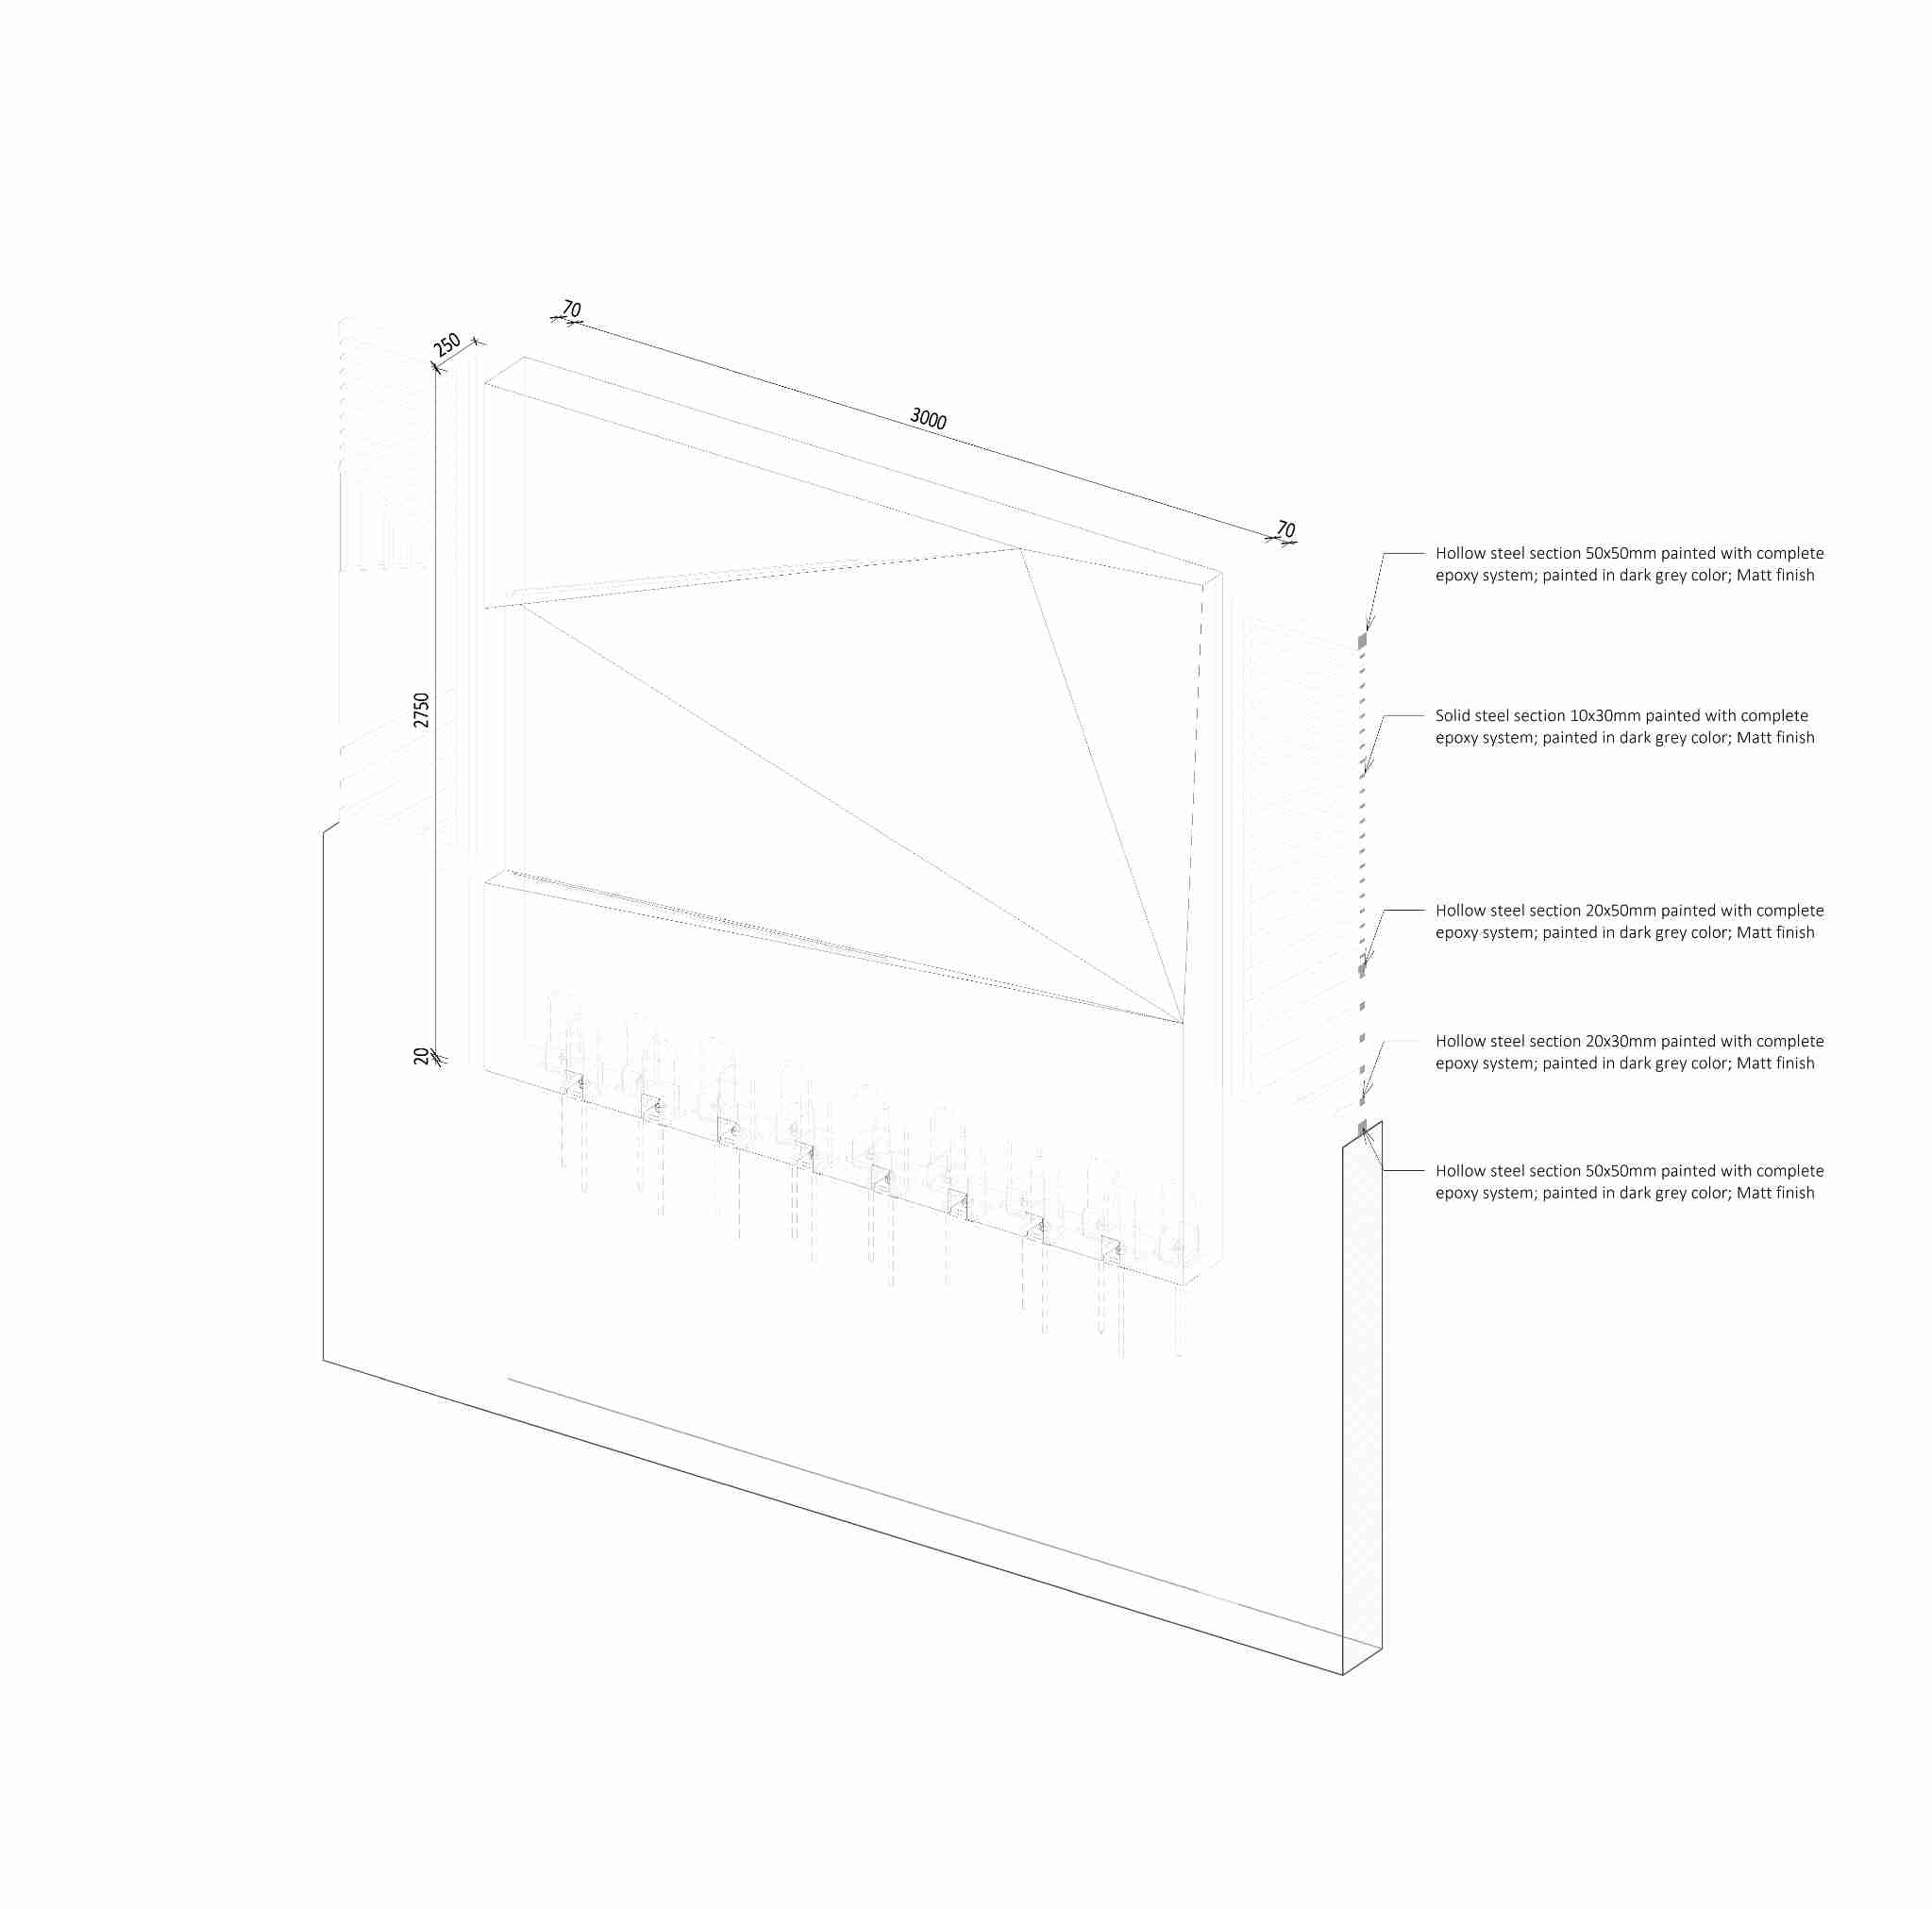 70
250
3000
70
Hollow steel section 50x50mm painted with complete
epoxy system; painted in dark grey color; Matt finish
2750
Solid steel section 10x30mm painted with complete
epoxy system; painted in dark grey color; Matt finish
Hollow steel section 20x50mm painted with complete
epoxy system; painted in dark grey color; Matt finish
20
Hollow steel section 20x30mm painted with complete
epoxy system; painted in dark grey color; Matt finish
Hollow steel section 50x50mm painted with complete
epoxy system; painted in dark grey color; Matt finish